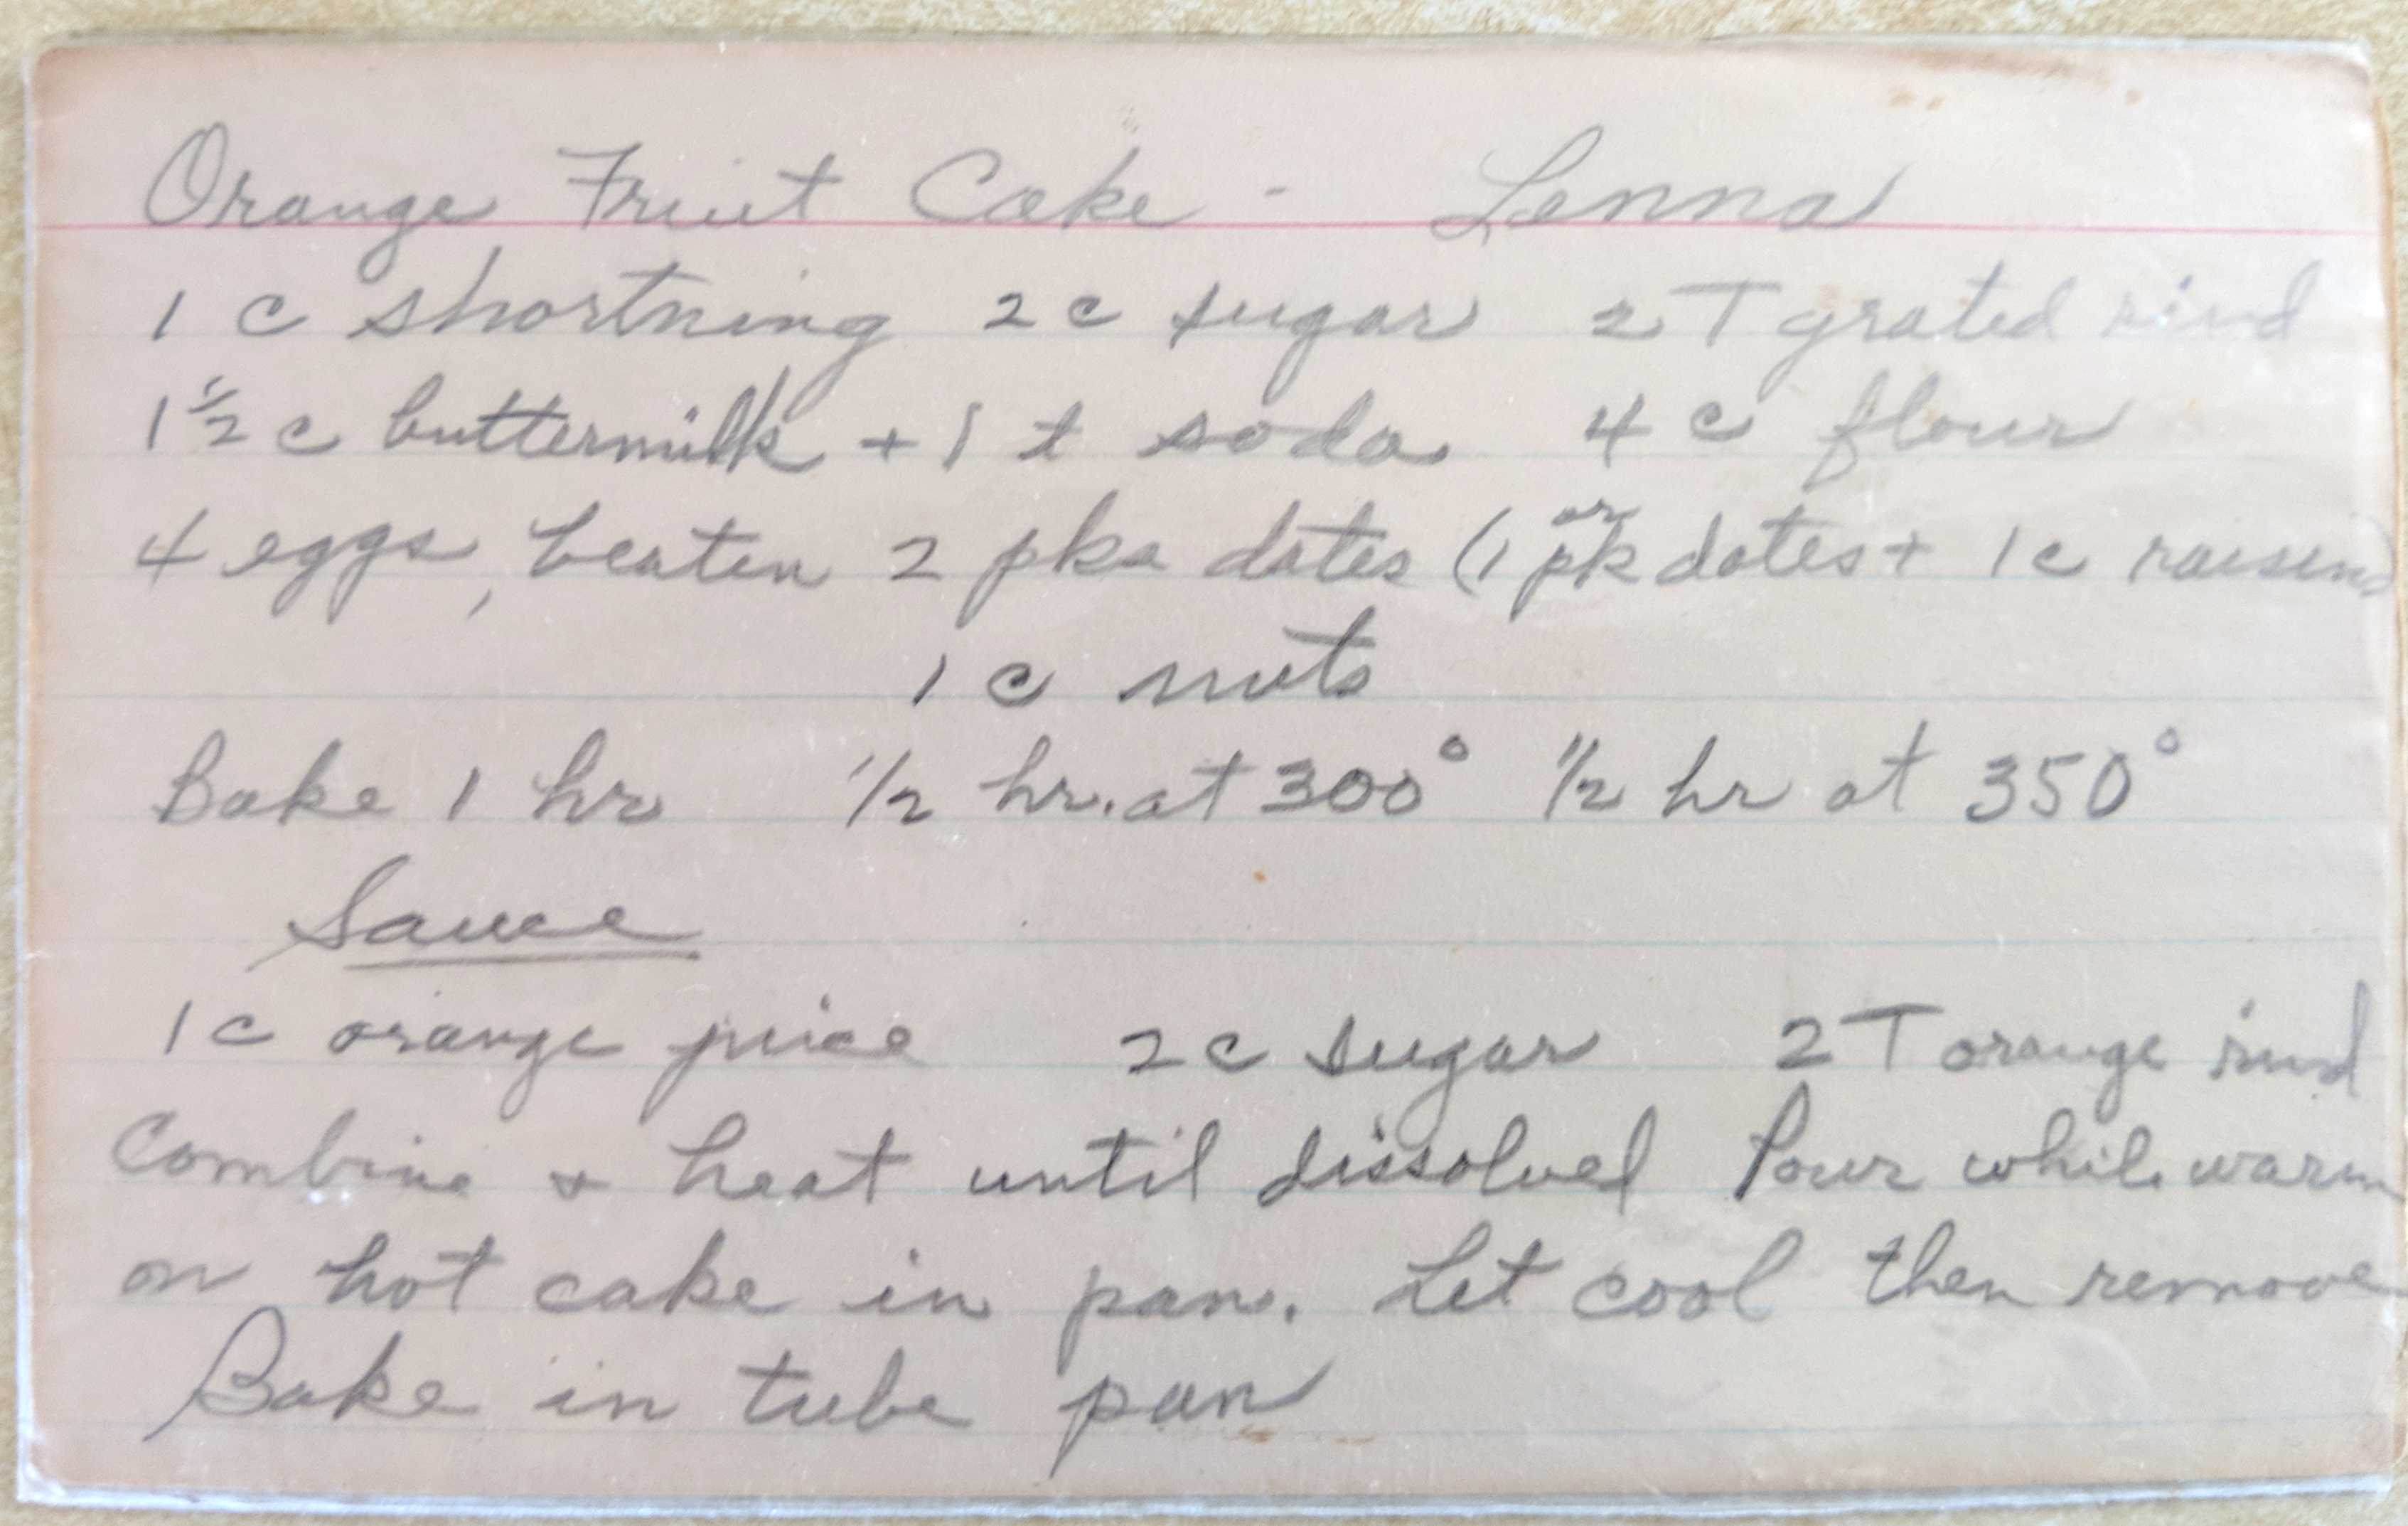 Orange Fruit Cake - Lenna
1 c shortning 2 c sugar 2 T grated rind
1 1/2 c buttermilk + 1 t soda 4 c flour
4 eggs, beaten 2 pks dates (or 1 pk dates + 1 c raisins)
1 c nuts
Bake 1 hr 1/2 hr. at 300° 1/2 hr at 350°
Sauce
1 c orange juice 2 c sugar 2 T orange rind
Combine + heat until dissolved Pour while warm
on hot cake in pan. Let cool then remove
Bake in tube pan